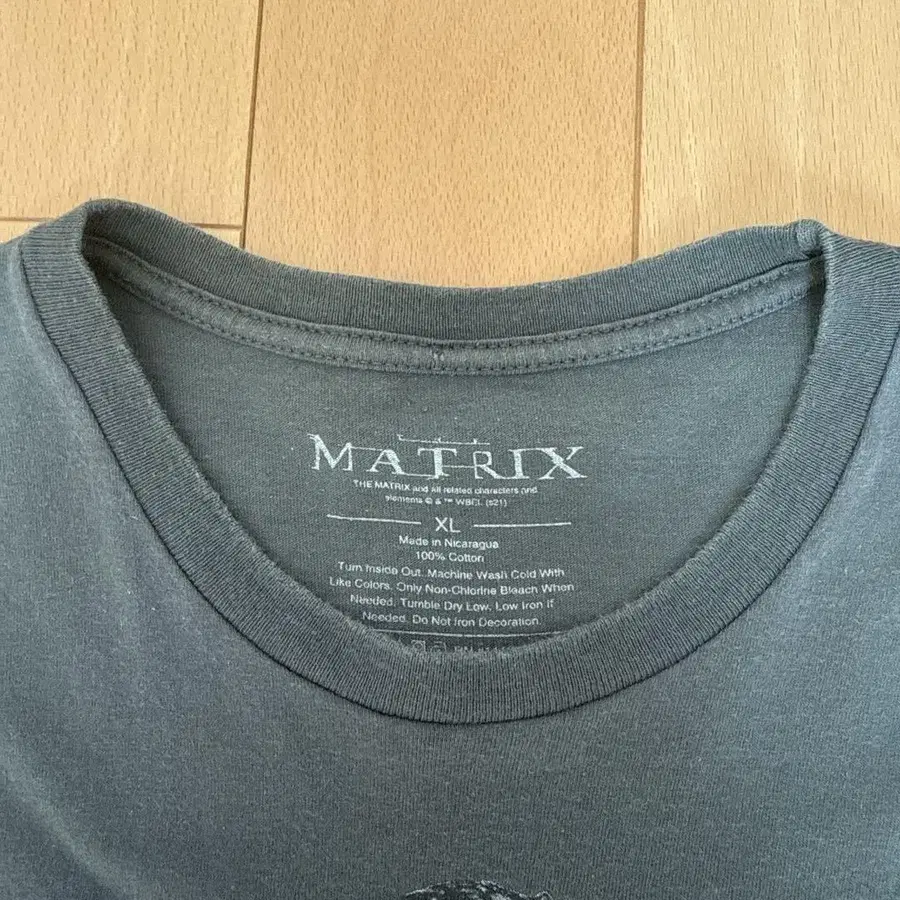 MATRIX
THE MATRIX and all related characters and
elements © & ™ WBEI. (s21)
XL
Made in Nicaragua
100% Cotton
Turn Inside Out. Machine Wash Cold With
Like Colors. Only Non-Chlorine Bleach When
Needed. Tumble Dry Low. Low Iron If
Needed. Do Not Iron Decoration.